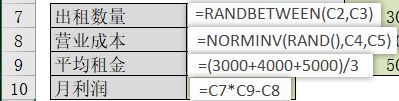 7 出租数量 =RANDBETWEEN(C2,C3)
8 营业成本 =NORMINV(RAND(),C4,C5)
9 平均租金 =(3000+4000+5000)/3
10 月利润 =C7*C9-C8